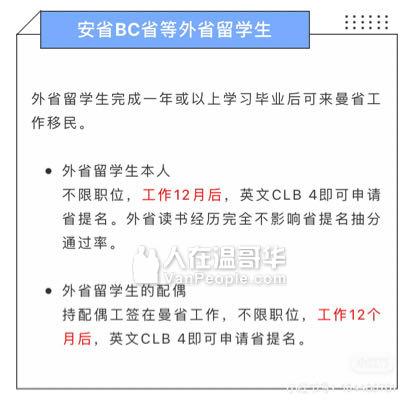 安省BC省等外省留学生
外省留学生完成一年或以上学习毕业后可来曼省工
作移民。
外省留学生本人
不限职位，工作12月后，英文CLB 4即可申请
省提名。外省读书经历完全不影响省提名抽分
通过率。
人在温哥华
VanPeople.com
外省留学生的配偶
持配偶工签在曼省工作，不限职位，工作12个
月后，英文CLB 4即可申请省提名。